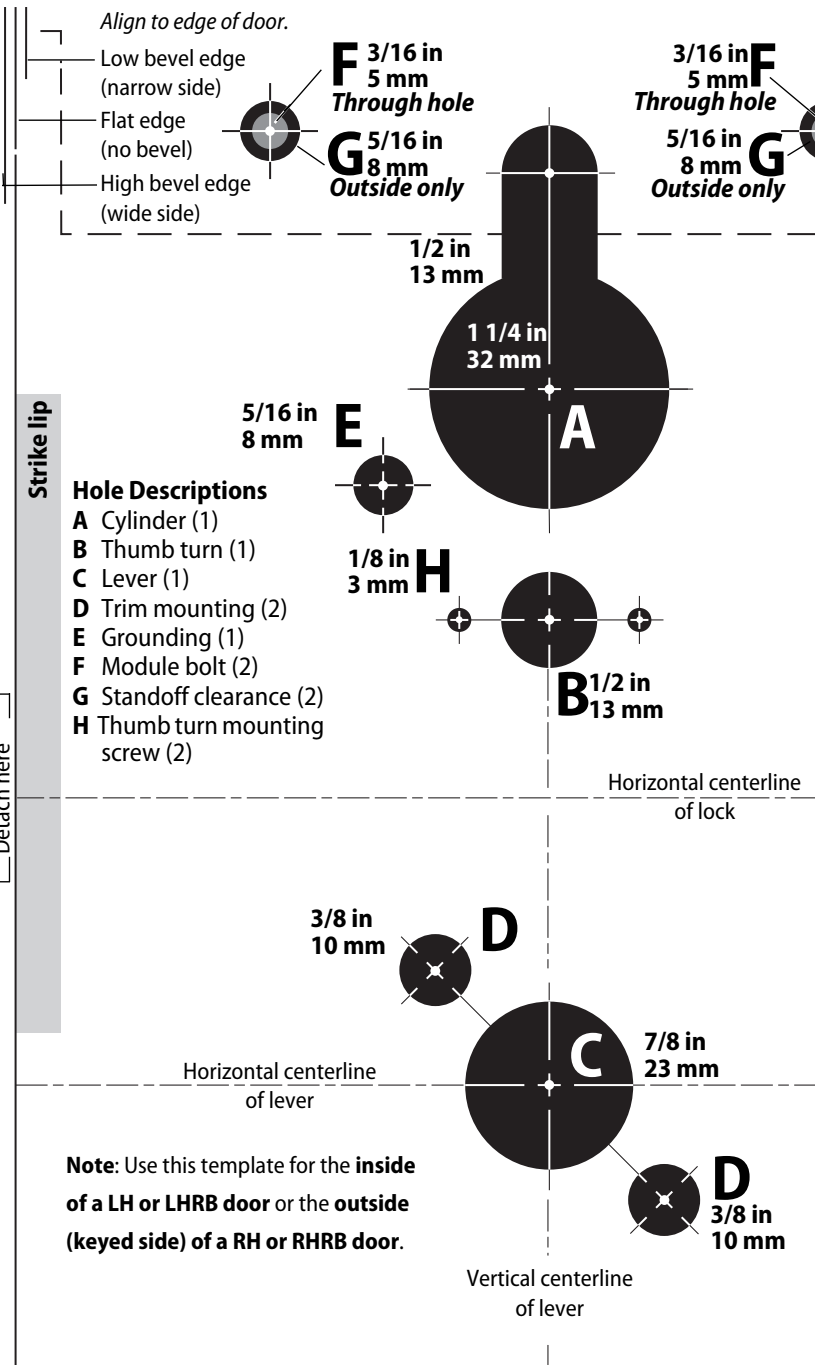 Align to edge of door.
Low bevel edge
(narrow side)
Flat edge
(no bevel)
High bevel edge
(wide side)
F 3/16 in
5 mm
Through hole
G 5/16 in
8 mm
Outside only
3/16 in F
5 mm
Through hole
5/16 in G
8 mm
Outside only
1/2 in
13 mm
1 1/4 in
32 mm
A
5/16 in E
8 mm
Strike lip
Hole Descriptions
A Cylinder (1)
B Thumb turn (1)
C Lever (1)
D Trim mounting (2)
E Grounding (1)
F Module bolt (2)
G Standoff clearance (2)
H Thumb turn mounting
screw (2)
1/8 in H
3 mm
B 1/2 in
13 mm
Detach here
Horizontal centerline
of lock
3/8 in D
10 mm
C
7/8 in
23 mm
Horizontal centerline
of lever
Note: Use this template for the inside
of a LH or LHRB door or the outside
(keyed side) of a RH or RHRB door.
D
3/8 in
10 mm
Vertical centerline
of lever